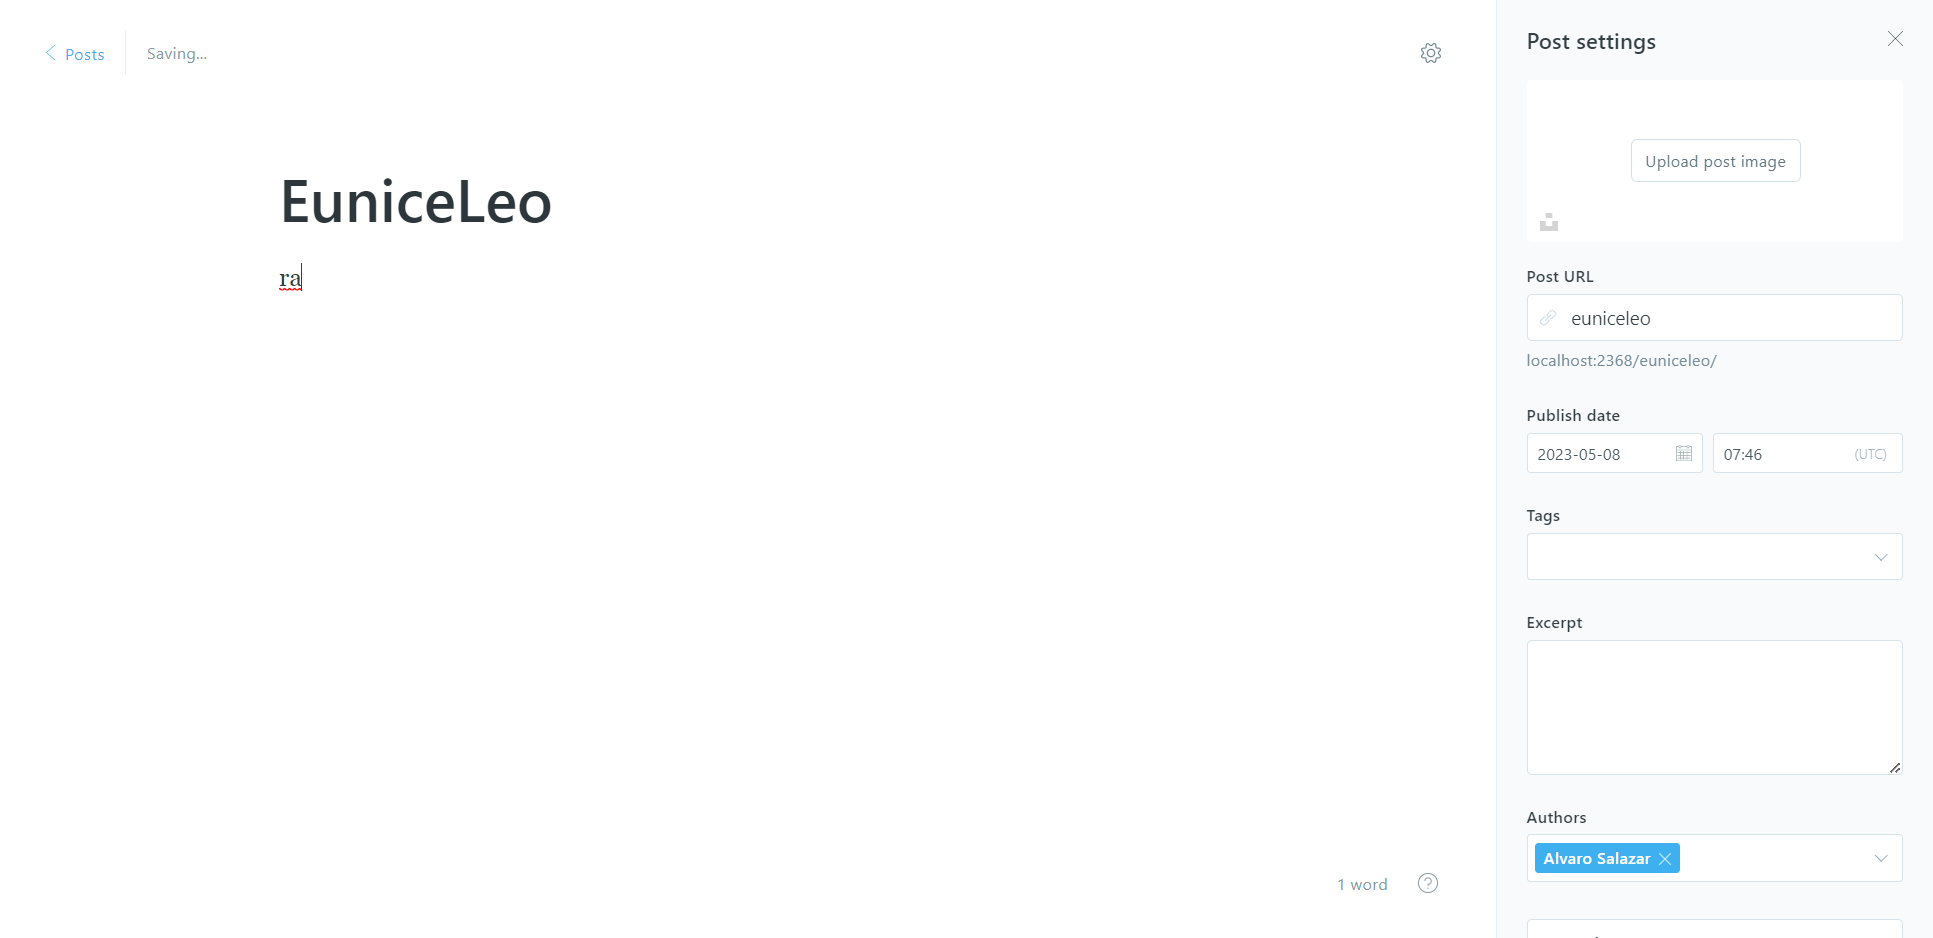 Posts
Saving...
EuniceLeo
ra
1 word
Post settings
Upload post image
Post URL
euniceleo
localhost:2368/euniceleo/
Publish date
2023-05-08
07:46 (UTC)
Tags
Excerpt
Authors
Alvaro Salazar